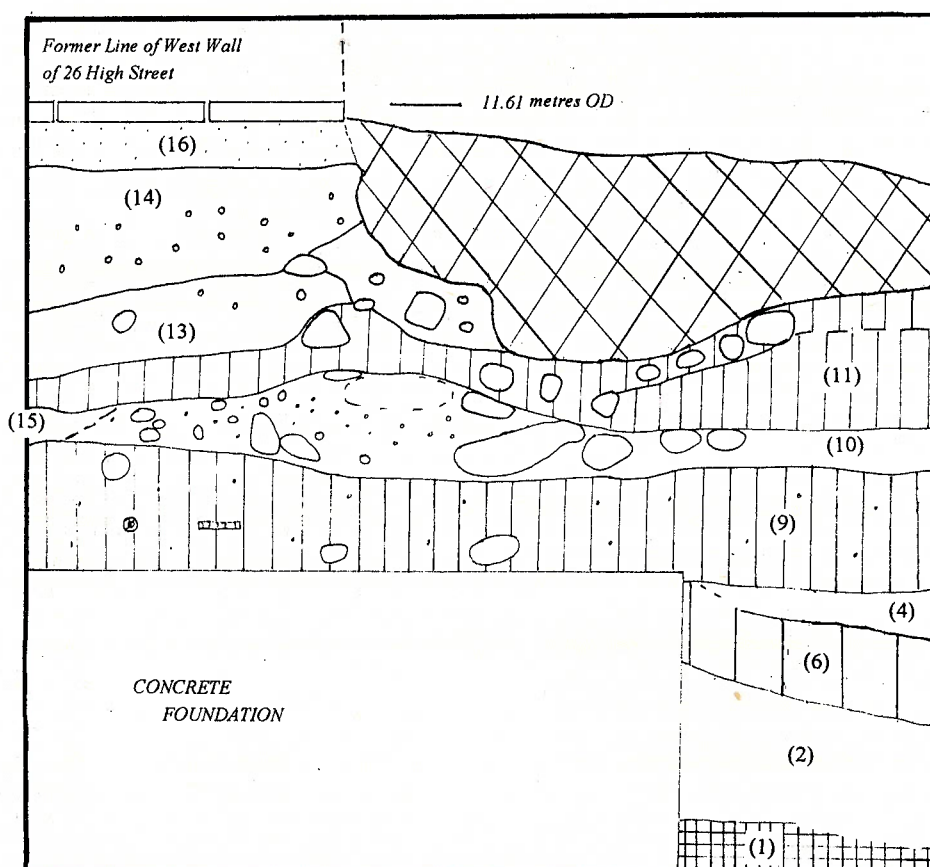 Former Line of West Wall
of 26 High Street
11.61 metres OD
(16)
(14)
(13)
(11)
(15)
(10)
(9)
(4)
(6)
CONCRETE
FOUNDATION
(2)
(1)